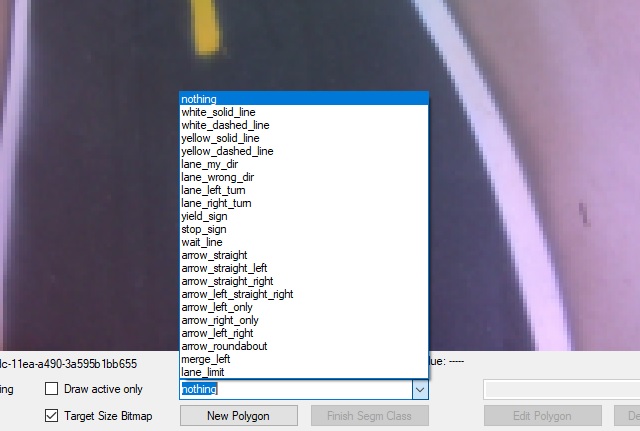 nothing
white_solid_line
white_dashed_line
yellow_solid_line
yellow_dashed_line
lane_my_dir
lane_wrong_dir
lane_left_turn
lane_right_turn
yield_sign
stop_sign
wait_line
arrow_straight
arrow_straight_left
arrow_straight_right
arrow_left_straight_right
arrow_left_only
arrow_right_only
arrow_left_right
arrow_roundabout
merge_left
lane_limit
lc-11ea-a490-3a595b1bb655 lue: -----
ing Draw active only nothing
Target Size Bitmap New Polygon Finish Segm Class Edit Polygon De